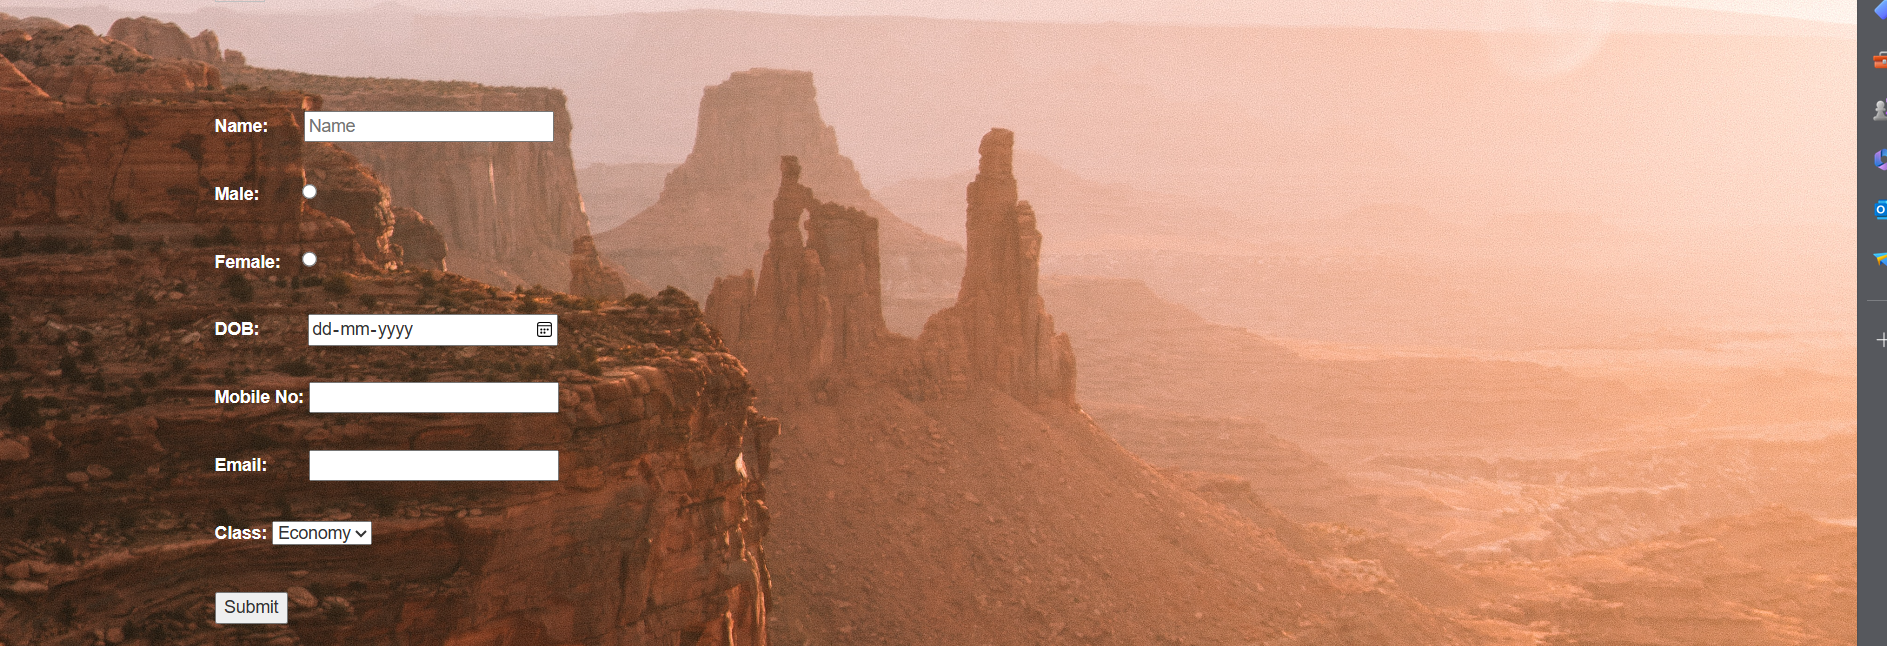 Name: Name
Male:
Female:
DOB: dd-mm-yyyy
Mobile No:
Email:
Class: Economy
Submit